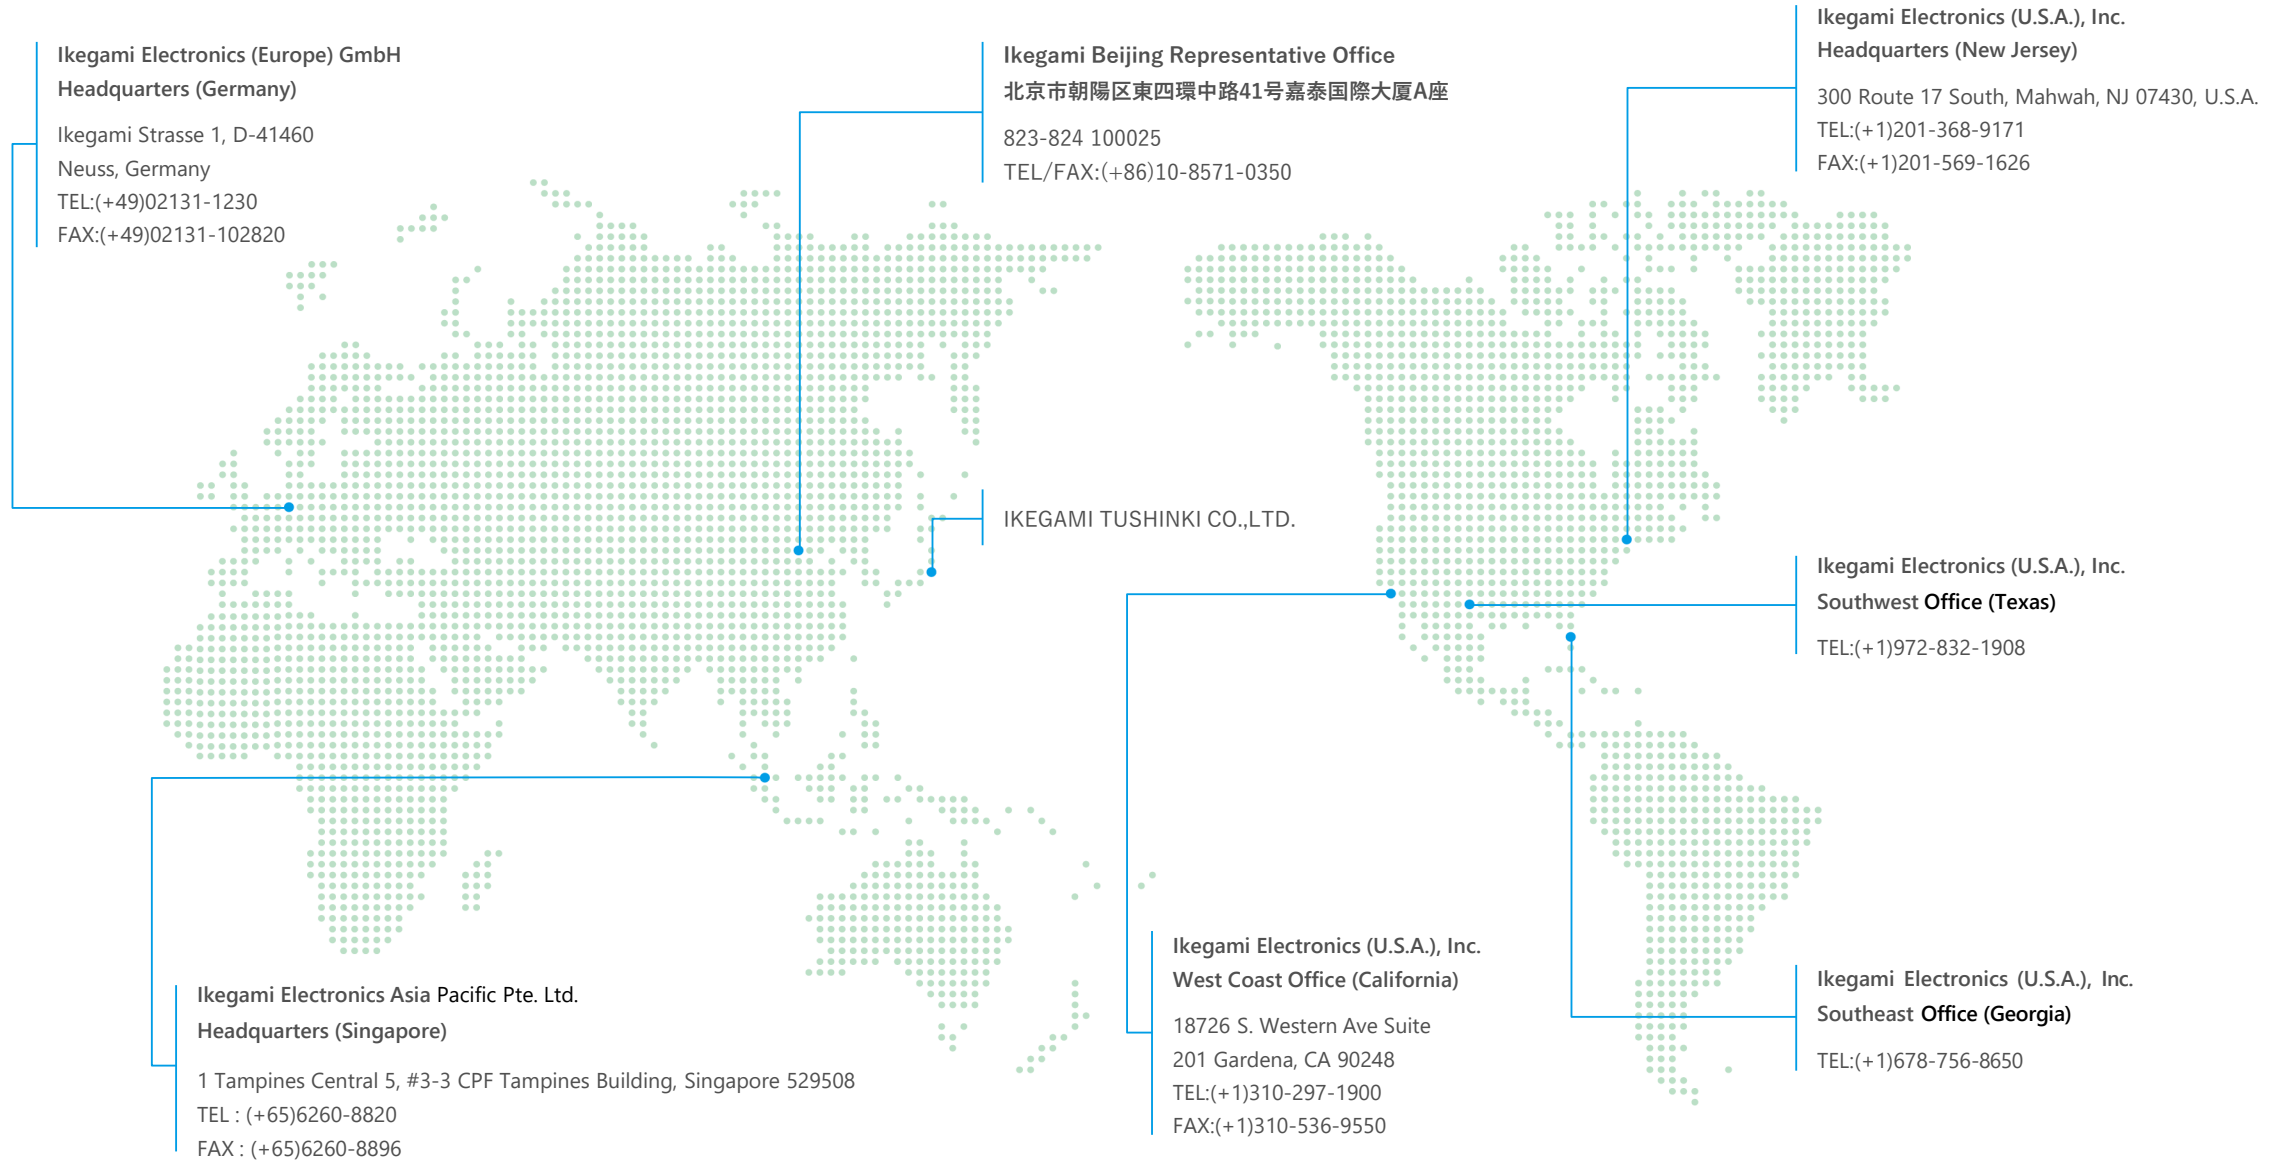 Ikegami Electronics (Europe) GmbH
Headquarters (Germany)
Ikegami Strasse 1, D-41460
Neuss, Germany
TEL:(+49)02131-1230
FAX:(+49)02131-102820
Ikegami Beijing Representative Office
北京市朝陽区東四環中路41号嘉泰国際大厦A座
823-824 100025
TEL/FAX:(+86)10-8571-0350
Ikegami Electronics (U.S.A.), Inc.
Headquarters (New Jersey)
300 Route 17 South, Mahwah, NJ 07430, U.S.A.
TEL:(+1)201-368-9171
FAX:(+1)201-569-1626
IKEGAMI TUSHINKI CO.,LTD.
Ikegami Electronics (U.S.A.), Inc.
Southwest Office (Texas)
TEL:(+1)972-832-1908
Ikegami Electronics Asia Pacific Pte. Ltd.
Headquarters (Singapore)
1 Tampines Central 5, #3-3 CPF Tampines Building, Singapore 529508
TEL : (+65)6260-8820
FAX : (+65)6260-8896
Ikegami Electronics (U.S.A.), Inc.
West Coast Office (California)
18726 S. Western Ave Suite
201 Gardena, CA 90248
TEL:(+1)310-297-1900
FAX:(+1)310-536-9550
Ikegami Electronics (U.S.A.), Inc.
Southeast Office (Georgia)
TEL:(+1)678-756-8650